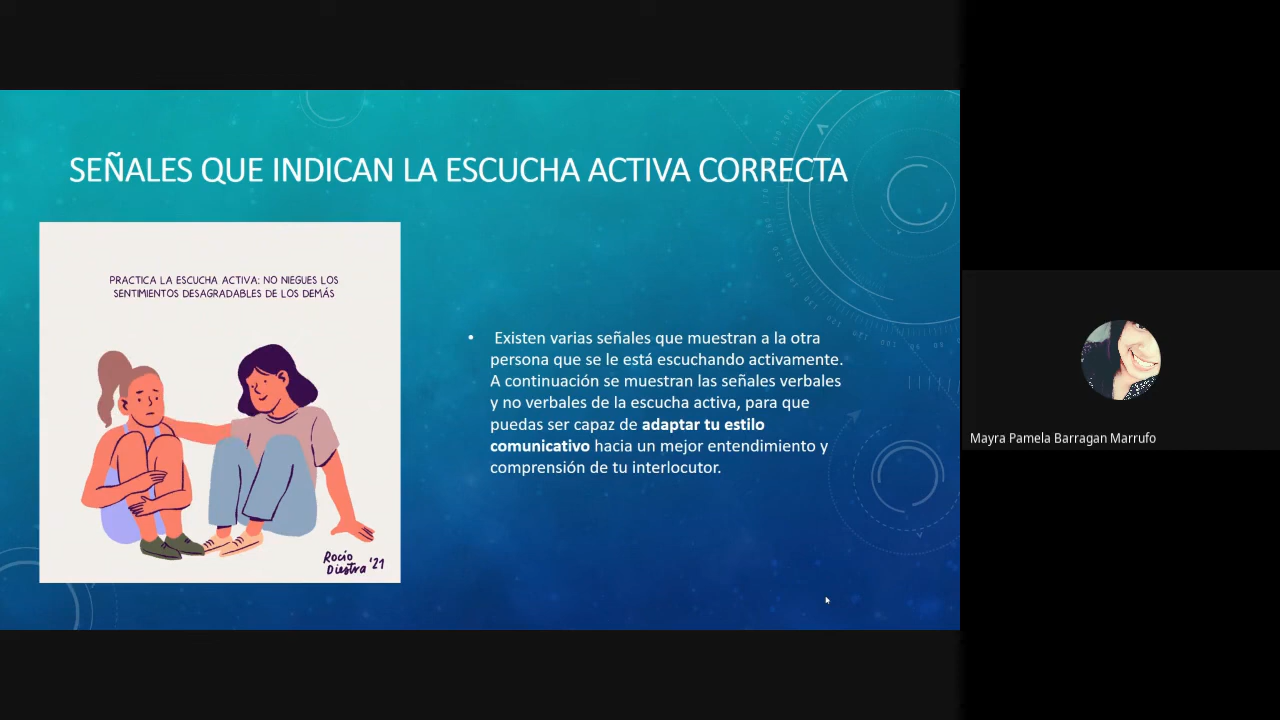 SEÑALES QUE INDICAN LA ESCUCHA ACTIVA CORRECTA
PRACTICA LA ESCUCHA ACTIVA: NO NIEGUES LOS
SENTIMIENTOS DESAGRADABLES DE LOS DEMÁS
Rocío
Diestra '21
• Existen varias señales que muestran a la otra
persona que se le está escuchando activamente.
A continuación se muestran las señales verbales
y no verbales de la escucha activa, para que
puedas ser capaz de adaptar tu estilo
comunicativo hacia un mejor entendimiento y
comprensión de tu interlocutor.
Mayra Pamela Barragan Marrufo